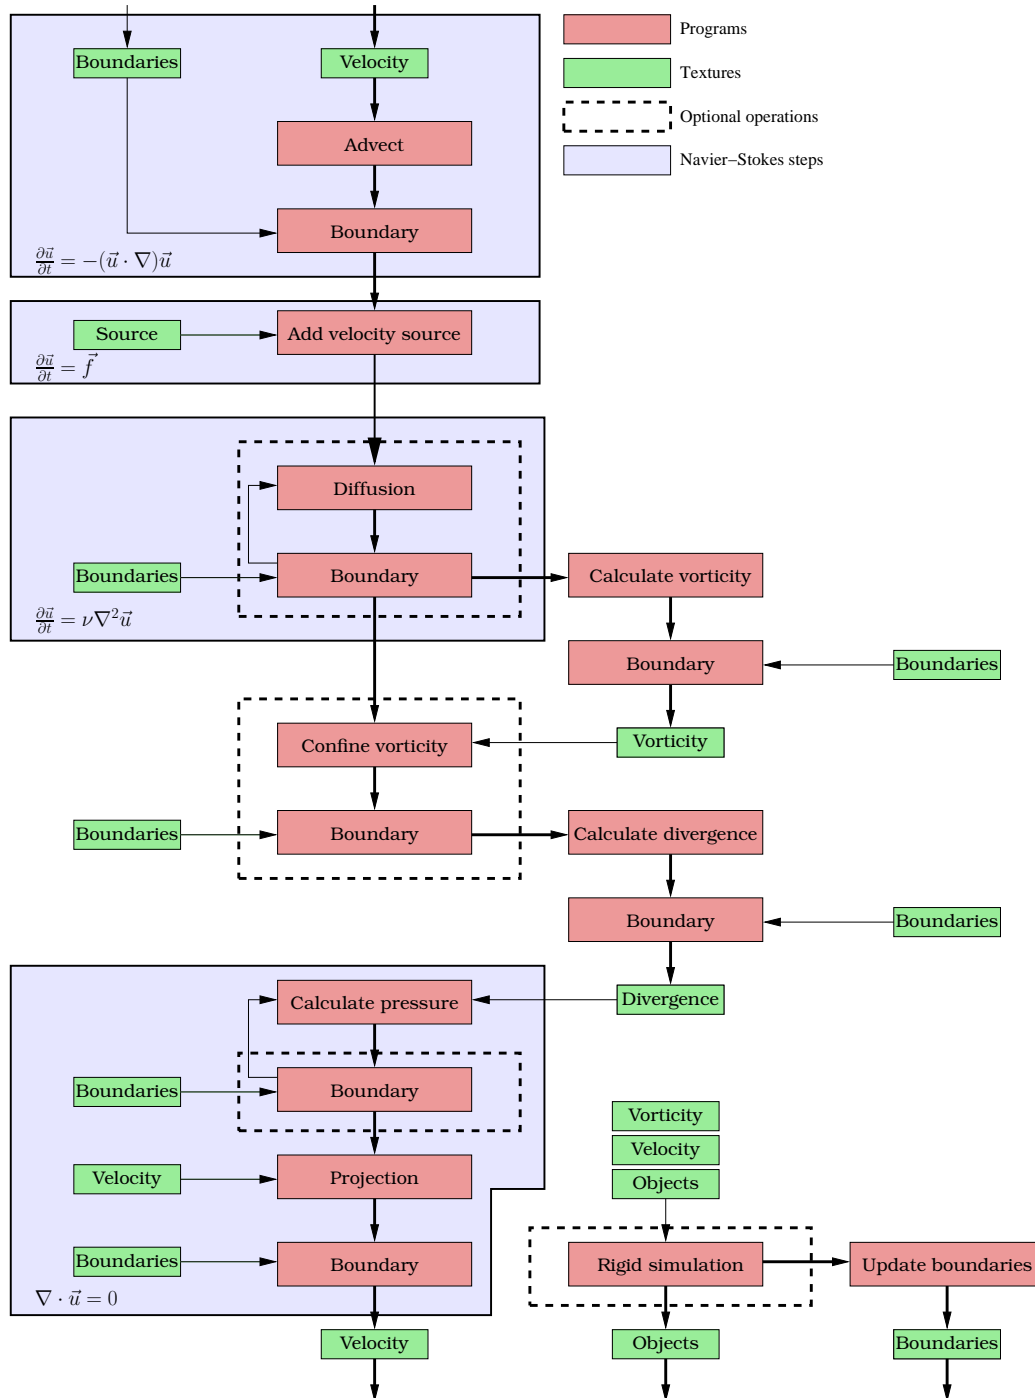 Boundaries
Velocity
Programs
Textures
Optional operations
Navier–Stokes steps
Advect
Boundary
∂u⃗/∂t = −(u⃗ · ∇)u⃗
Source
Add velocity source
∂u⃗/∂t = f⃗
Diffusion
Boundaries
Boundary
Calculate vorticity
∂u⃗/∂t = ν∇²u⃗
Boundary
Boundaries
Confine vorticity
Vorticity
Boundaries
Boundary
Calculate divergence
Boundary
Boundaries
Calculate pressure
Divergence
Boundaries
Boundary
Vorticity
Velocity
Objects
Velocity
Projection
Boundaries
Boundary
Rigid simulation
Update boundaries
∇ · u⃗ = 0
Velocity
Objects
Boundaries